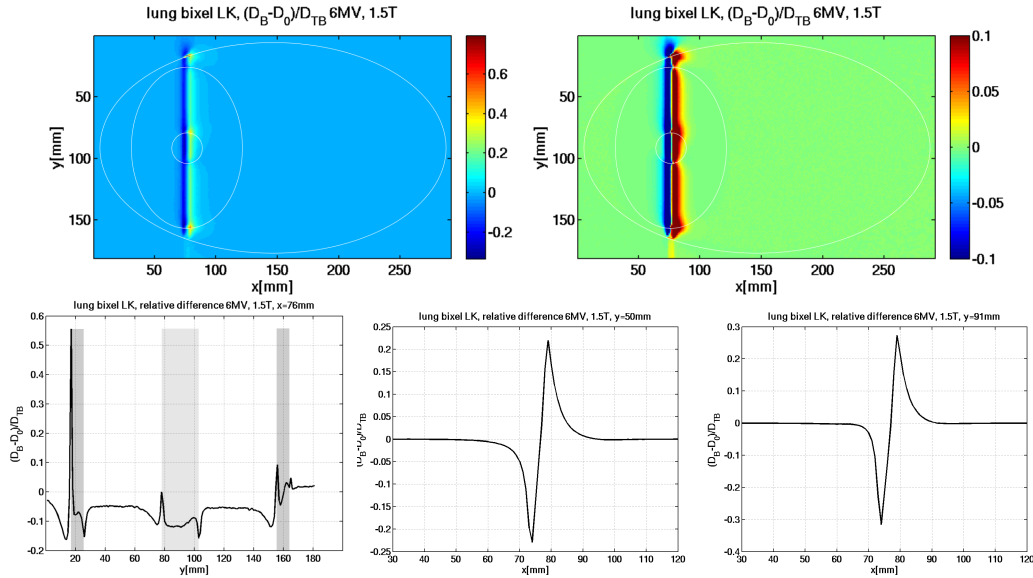 lung bixel LK, (D_B-D_0)/D_TB 6MV, 1.5T
y[mm]
50
100
150
50 100 150 200 250
x[mm]
0.6
0.4
0.2
0
-0.2
lung bixel LK, (D_B-D_0)/D_TB 6MV, 1.5T
y[mm]
50
100
150
50 100 150 200 250
x[mm]
0.1
0.05
0
-0.05
-0.1
lung bixel LK, relative difference 6MV, 1.5T, x=76mm
(D_B-D_0)/D_TB
0.6
0.5
0.4
0.3
0.2
0.1
0
-0.1
-0.2
20 40 60 80 100 120 140 160 180
y[mm]
lung bixel LK, relative difference 6MV, 1.5T, y=50mm
(D_B-D_0)/D_TB
0.25
0.2
0.15
0.1
0.05
0
-0.05
-0.1
-0.15
-0.2
-0.25
30 40 50 60 70 80 90 100 110 120
x[mm]
lung bixel LK, relative difference 6MV, 1.5T, y=91mm
(D_B-D_0)/D_TB
0.3
0.2
0.1
0
-0.1
-0.2
-0.3
-0.4
30 40 50 60 70 80 90 100 110 120
x[mm]